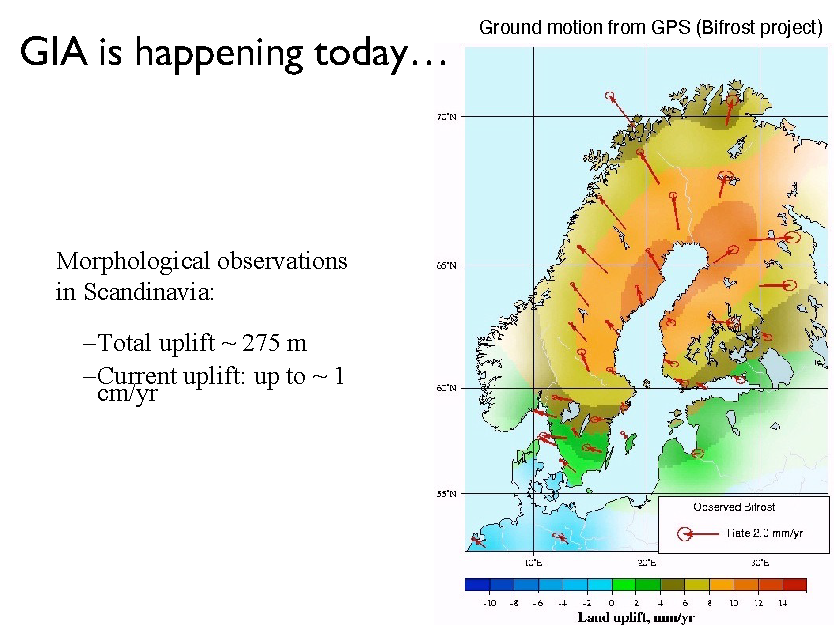 GIA is happening today…
Ground motion from GPS (Bifrost project)
Morphological observations
in Scandinavia:
–Total uplift ~ 275 m
–Current uplift: up to ~ 1
cm/yr
70°N
65°N
60°N
55°N
Observed Bifrost
Rate 2.0 mm/yr
10°E
20°E
30°E
-10 -8 -6 -4 -2 0 2 4 6 8 10 12 14
Land uplift, mm/yr